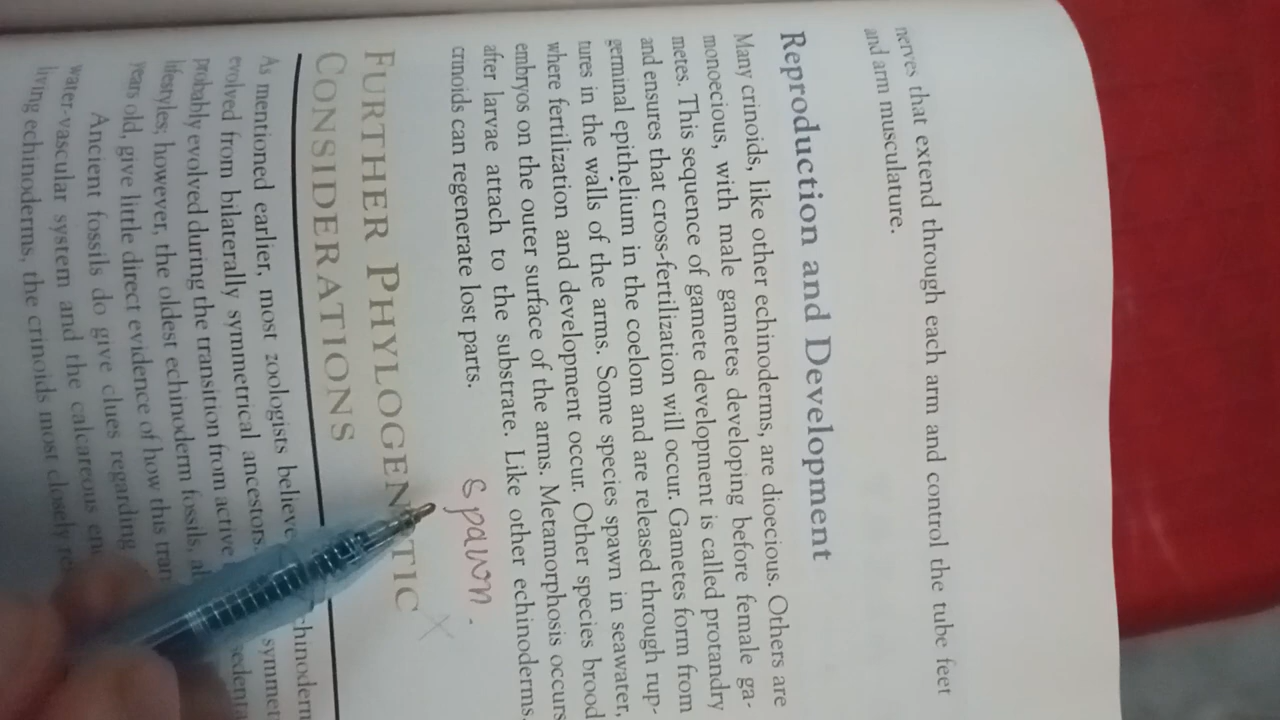 nerves that extend through each arm and control the tube feet
and arm musculature.
Reproduction and Development
Many crinoids, like other echinoderms, are dioecious. Others are
monoecious, with male gametes developing before female ga-
metes. This sequence of gamete development is called protandry
and ensures that cross-fertilization will occur. Gametes form from
germinal epithelium in the coelom and are released through rup-
tures in the walls of the arms. Some species spawn in seawater,
where fertilization and development occur. Other species brood
embryos on the outer surface of the arms. Metamorphosis occurs
after larvae attach to the substrate. Like other echinoderms,
crinoids can regenerate lost parts.
spawn -
FURTHER PHYLOGENETIC
CONSIDERATIONS
As mentioned earlier, most zoologists believe
evolved from bilaterally symmetrical ancestors
probably evolved during the transition from active
lifestyles; however, the oldest echinoderm fossils,
years old, give little direct evidence of how this
Ancient fossils do give clues regarding
water-vascular system and the calcareous
living echinoderms, the crinoids most closely